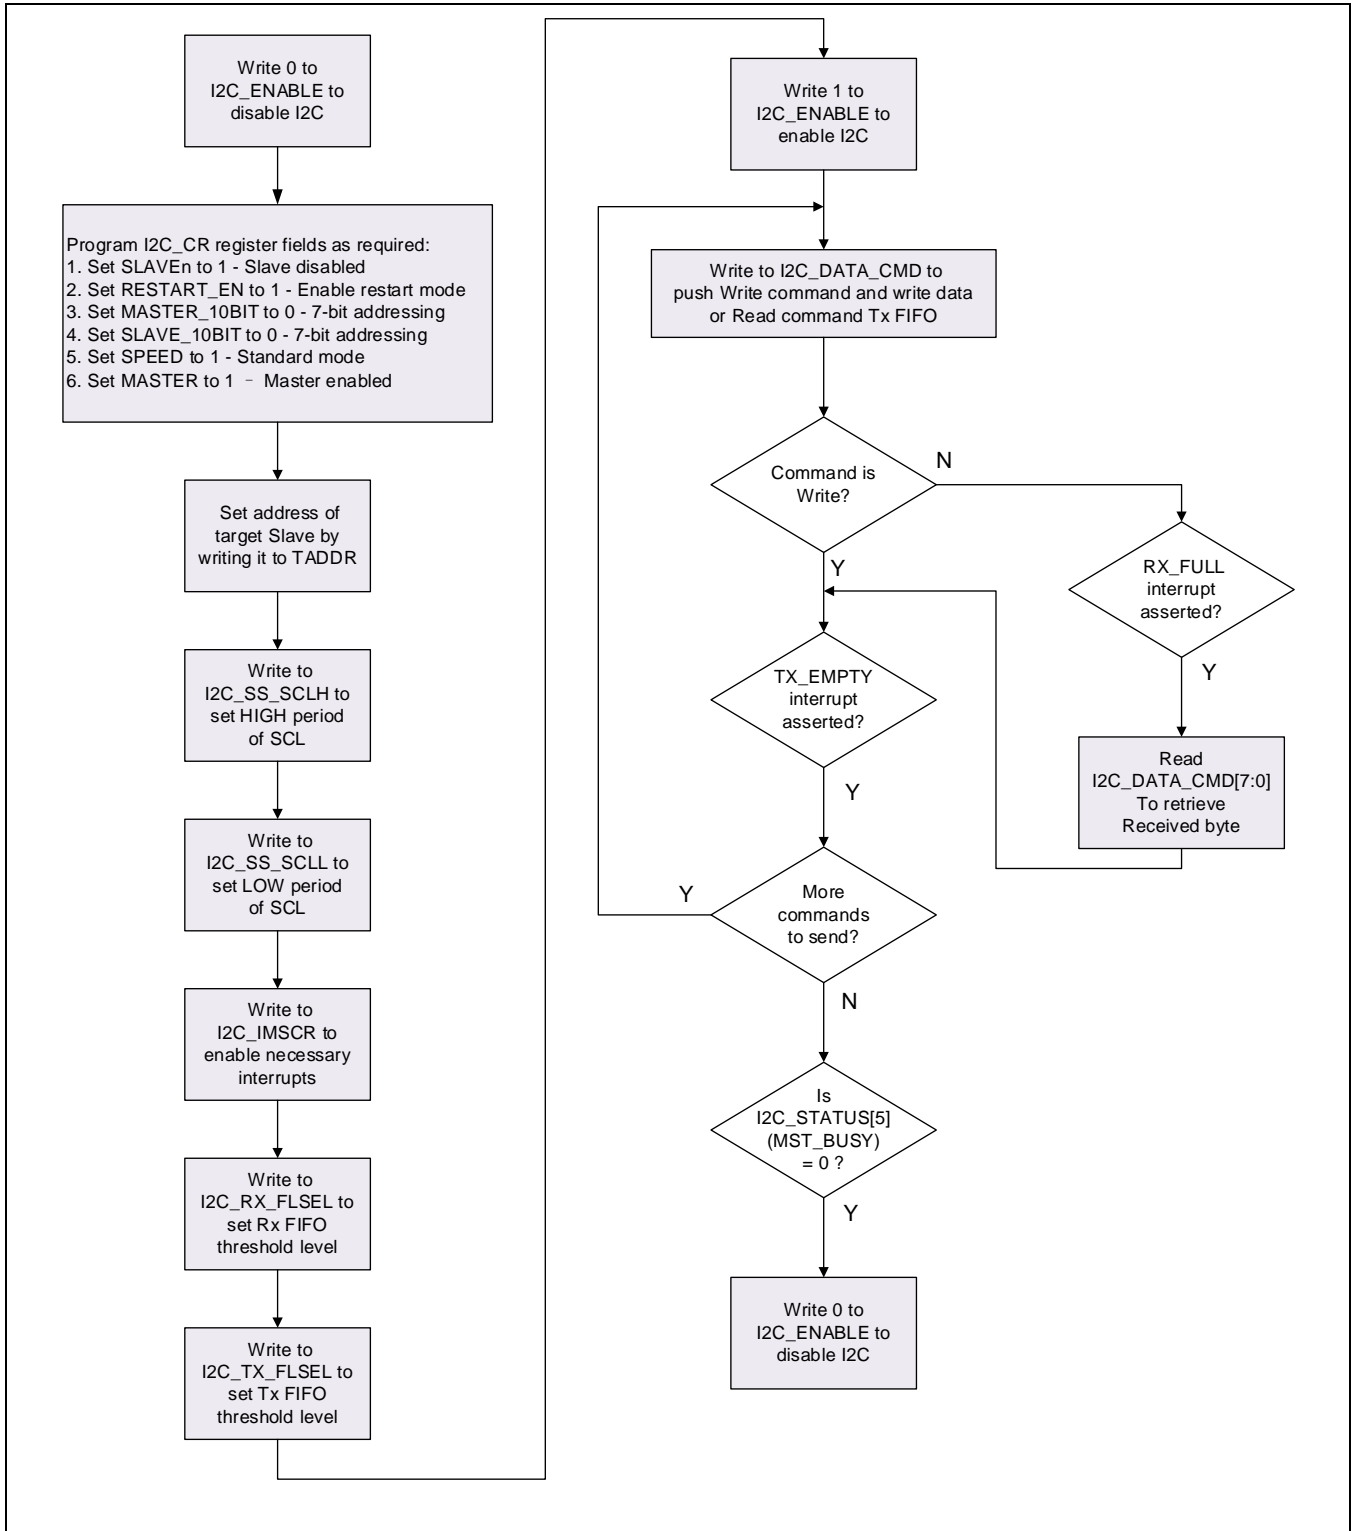 Write 0 to
I2C_ENABLE to
disable I2C
Program I2C_CR register fields as required:
1. Set SLAVEn to 1 - Slave disabled
2. Set RESTART_EN to 1 - Enable restart mode
3. Set MASTER_10BIT to 0 - 7-bit addressing
4. Set SLAVE_10BIT to 0 - 7-bit addressing
5. Set SPEED to 1 - Standard mode
6. Set MASTER to 1 – Master enabled
Set address of
target Slave by
writing it to TADDR
Write to
I2C_SS_SCLH to
set HIGH period
of SCL
Write to
I2C_SS_SCLL to
set LOW period
of SCL
Write to
I2C_IMSCR to
enable necessary
interrupts
Write to
I2C_RX_FLSEL to
set Rx FIFO
threshold level
Write to
I2C_TX_FLSEL to
set Tx FIFO
threshold level
Write 1 to
I2C_ENABLE to
enable I2C
Write to I2C_DATA_CMD to
push Write command and write data
or Read command Tx FIFO
Command is
Write?
N
Y
RX_FULL
interrupt
asserted?
Y
Read
I2C_DATA_CMD[7:0]
To retrieve
Received byte
TX_EMPTY
interrupt
asserted?
Y
More
commands
to send?
Y
N
Is
I2C_STATUS[5]
(MST_BUSY)
= 0 ?
Y
Write 0 to
I2C_ENABLE to
disable I2C